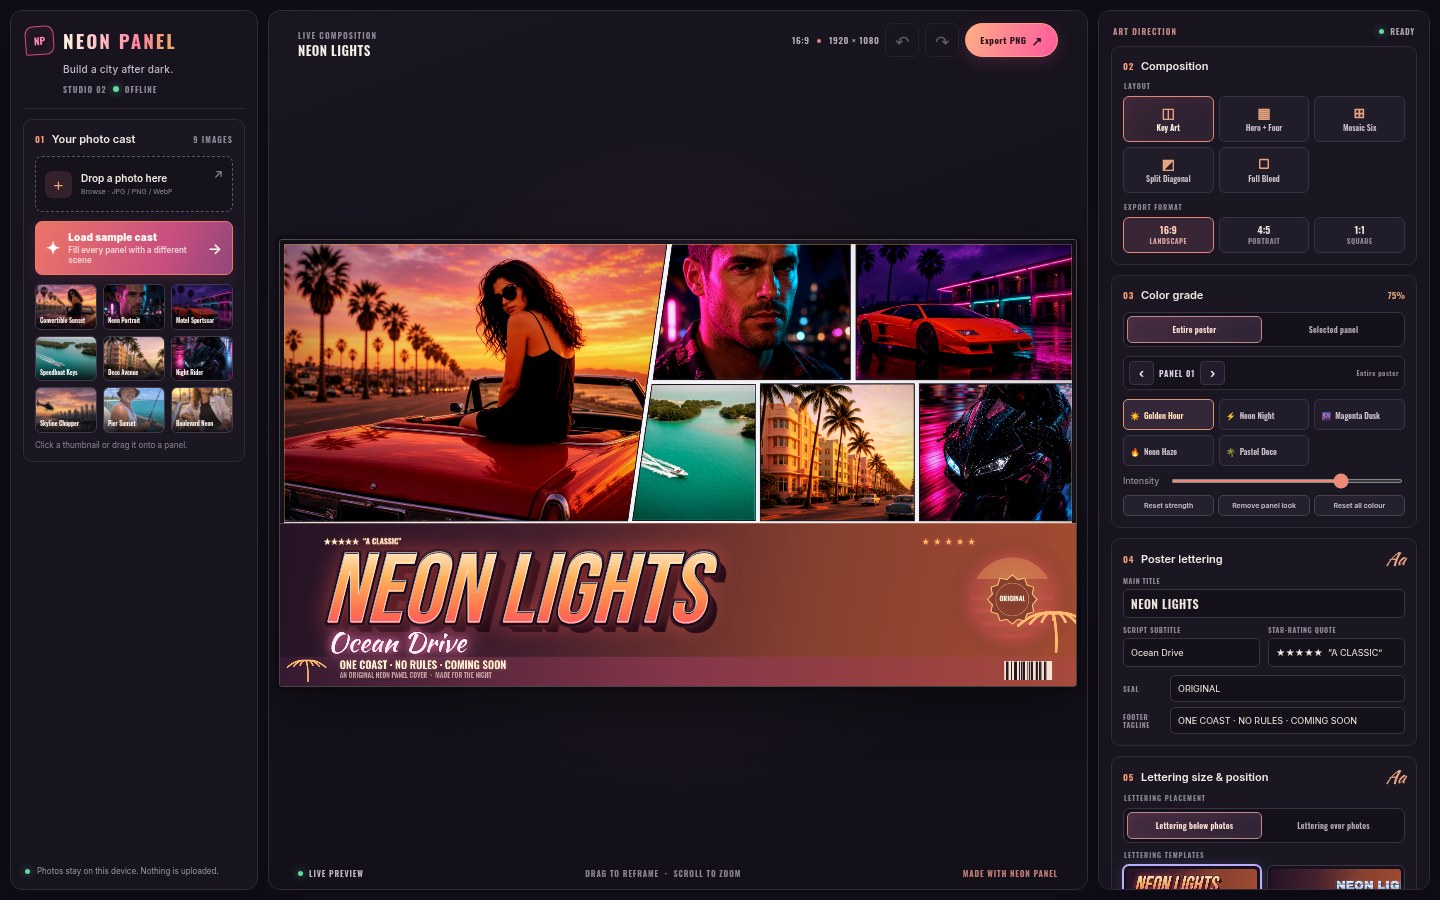 NP
NEON PANEL
Build a city after dark.
STUDIO 02 OFFLINE
01 Your photo cast 9 IMAGES
Drop a photo here
Browse · JPG / PNG / WebP
Load sample cast
Fill every panel with a different
scene
Convertible Sunset
Neon Portrait
Motel Sportscar
Speedboat Keys
Deco Avenue
Night Rider
Skyline Chopper
Pier Sunset
Boulevard Neon
Click a thumbnail or drag it onto a panel.
Photos stay on this device. Nothing is uploaded.
LIVE COMPOSITION
NEON LIGHTS
16:9 • 1920 × 1080
Export PNG
★★★★★ "A CLASSIC"
★ ★ ★ ★ ★
NEON LIGHTS
Ocean Drive
ORIGINAL
ONE COAST · NO RULES · COMING SOON
AN ORIGINAL NEON PANEL COVER · MADE FOR THE NIGHT
LIVE PREVIEW
DRAG TO REFRAME · SCROLL TO ZOOM
MADE WITH NEON PANEL
ART DIRECTION
READY
02 Composition
LAYOUT
Key Art
Hero + Four
Mosaic Six
Split Diagonal
Full Bleed
EXPORT FORMAT
16:9
LANDSCAPE
4:5
PORTRAIT
1:1
SQUARE
03 Color grade 75%
Entire poster
Selected panel
PANEL 01
Entire poster
Golden Hour
Neon Night
Magenta Dusk
Neon Haze
Pastel Deco
Intensity
Reset strength
Remove panel look
Reset all colour
04 Poster lettering Aa
MAIN TITLE
NEON LIGHTS
SCRIPT SUBTITLE
STAR-RATING QUOTE
Ocean Drive
★★★★★ "A CLASSIC"
SEAL
ORIGINAL
FOOTER
TAGLINE
ONE COAST · NO RULES · COMING SOON
05 Lettering size & position Aa
LETTERING PLACEMENT
Lettering below photos
Lettering over photos
LETTERING TEMPLATES
NEON LIGHTS
NEON LIG